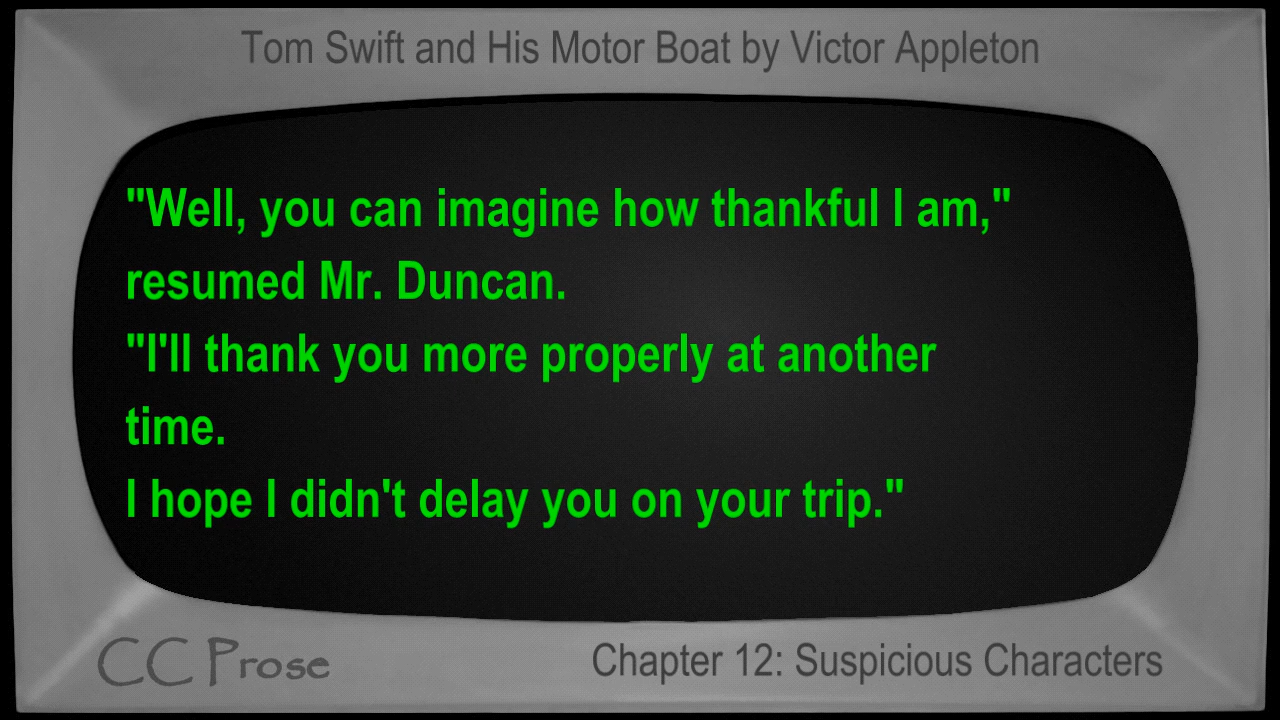 Tom Swift and His Motor Boat by Victor Appleton
"Well, you can imagine how thankful I am,"
resumed Mr. Duncan.
"I'll thank you more properly at another
time.
I hope I didn't delay you on your trip."
CC Prose
Chapter 12: Suspicious Characters